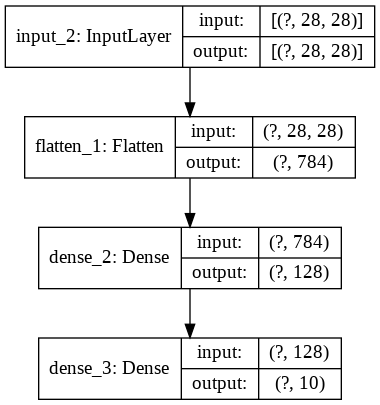 input_2: InputLayer
input:
[(?, 28, 28)]
output:
[(?, 28, 28)]
flatten_1: Flatten
input:
(?, 28, 28)
output:
(?, 784)
dense_2: Dense
input:
(?, 784)
output:
(?, 128)
dense_3: Dense
input:
(?, 128)
output:
(?, 10)